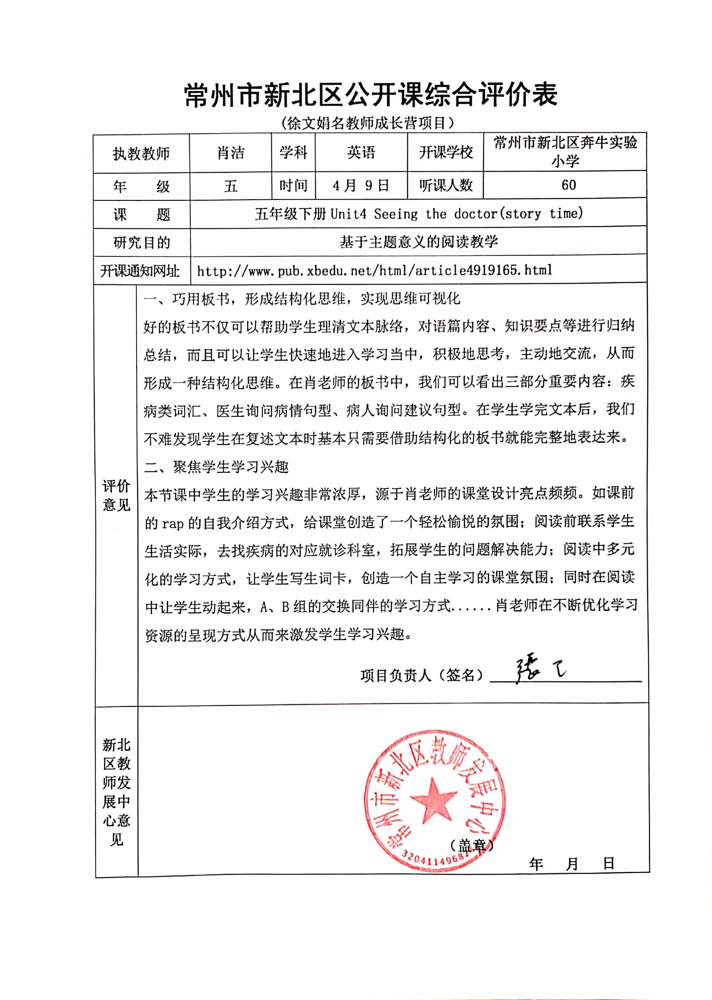 常州市新北区公开课综合评价表
(徐文娟名教师成长营项目)
执教教师 肖洁 学科 英语 开课学校 常州市新北区奔牛实验
小学
年 级 五 时间 4 月 9 日 听课人数 60
课 题 五年级下册 Unit4 Seeing the doctor(story time)
研究目的 基于主题意义的阅读教学
开课通知网址 http://www.pub.xbedu.net/html/article4919165.html
评价
意见
一、巧用板书，形成结构化思维，实现思维可视化
好的板书不仅可以帮助学生理清文本脉络，对语篇内容、知识要点等进行归纳
总结，而且可以让学生快速地进入学习当中，积极地思考，主动地交流，从而
形成一种结构化思维。在肖老师的板书中，我们可以看出三部分重要内容：疾
病类词汇、医生询问病情句型、病人询问建议句型。在学生学完文本后，我们
不难发现学生在复述文本时基本只需要借助结构化的板书就能完整地表达来。
二、聚焦学生学习兴趣
本节课中学生的学习兴趣非常浓厚，源于肖老师的课堂设计亮点频频。如课前
的 rap 的自我介绍方式，给课堂创造了一个轻松愉悦的氛围；阅读前联系学生
生活实际，去找疾病的对应就诊科室，拓展学生的问题解决能力；阅读中多元
化的学习方式，让学生写生词卡，创造一个自主学习的课堂氛围；同时在阅读
中让学生动起来，A、B 组的交换同伴的学习方式......肖老师在不断优化学习
资源的呈现方式从而来激发学生学习兴趣。
项目负责人（签名） 張
新北
区教
师发
展中
心意
见
常州市新北区教师发展中心
（盖章）
年 月 日